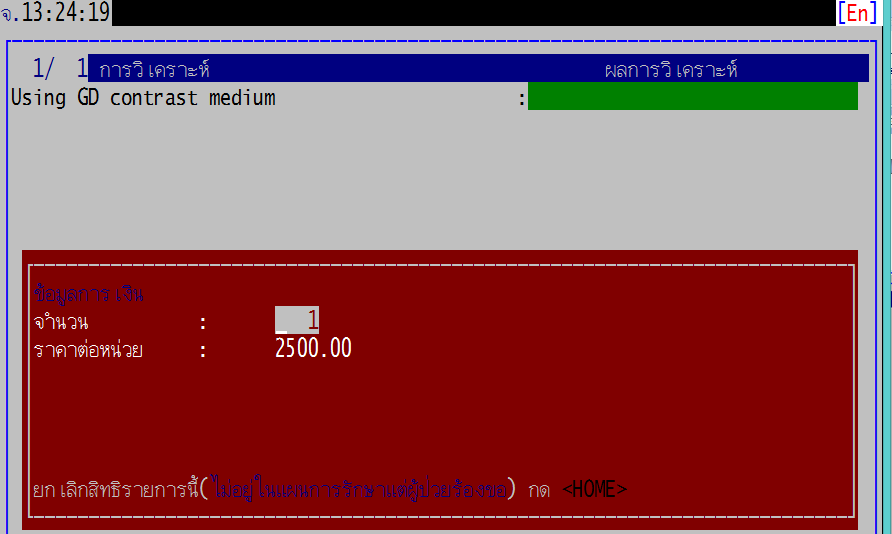 จ.13:24:19 [En]
1/ 1 การวิเคราะห์ ผลการวิเคราะห์
Using GD contrast medium :
ข้อมูลการเงิน
จำนวน : 1
ราคาต่อหน่วย : 2500.00
ยกเลิกสิทธิรายการนี้(ไม่อยู่ในแผนการรักษาแต่ผู้ป่วยร้องขอ) กด <HOME>